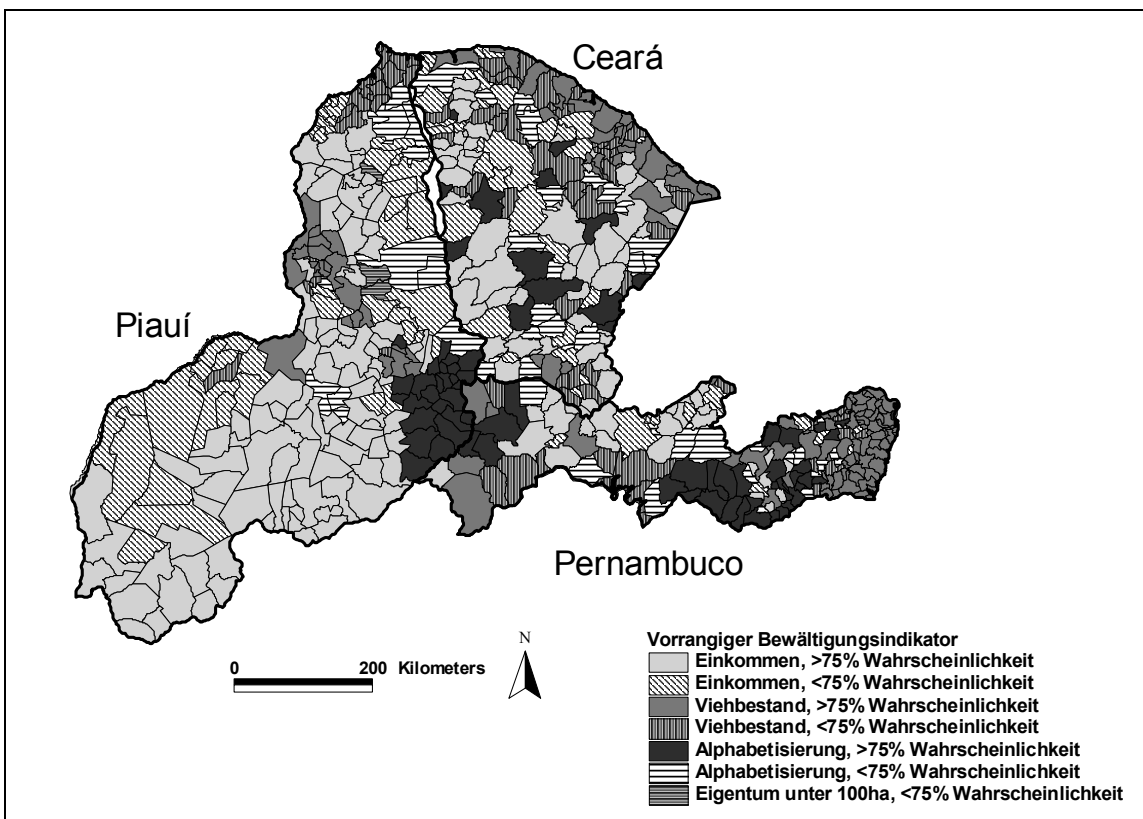 Ceará
Piauí
Pernambuco
N
0 200 Kilometers
Vorrangiger Bewältigungsindikator
Einkommen, >75% Wahrscheinlichkeit
Einkommen, <75% Wahrscheinlichkeit
Viehbestand, >75% Wahrscheinlichkeit
Viehbestand, <75% Wahrscheinlichkeit
Alphabetisierung, >75% Wahrscheinlichkeit
Alphabetisierung, <75% Wahrscheinlichkeit
Eigentum unter 100ha, <75% Wahrscheinlichkeit